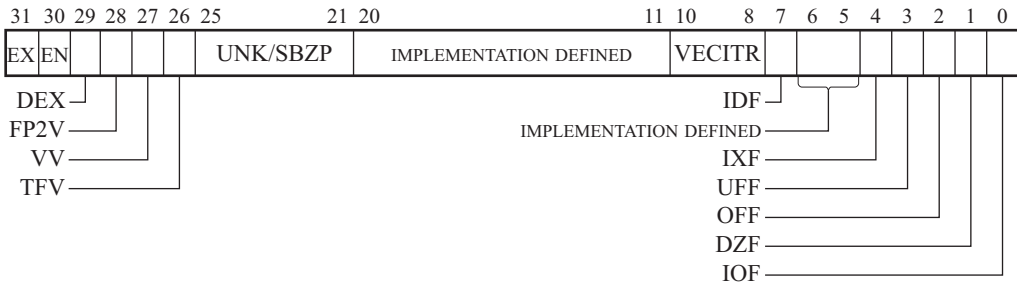 31 30 29 28 27 26 25 21 20 11 10 8 7 6 5 4 3 2 1 0
EX EN UNK/SBZP IMPLEMENTATION DEFINED VECITR
DEX IDF
FP2V IMPLEMENTATION DEFINED
VV IXF
TFV UFF
OFF
DZF
IOF